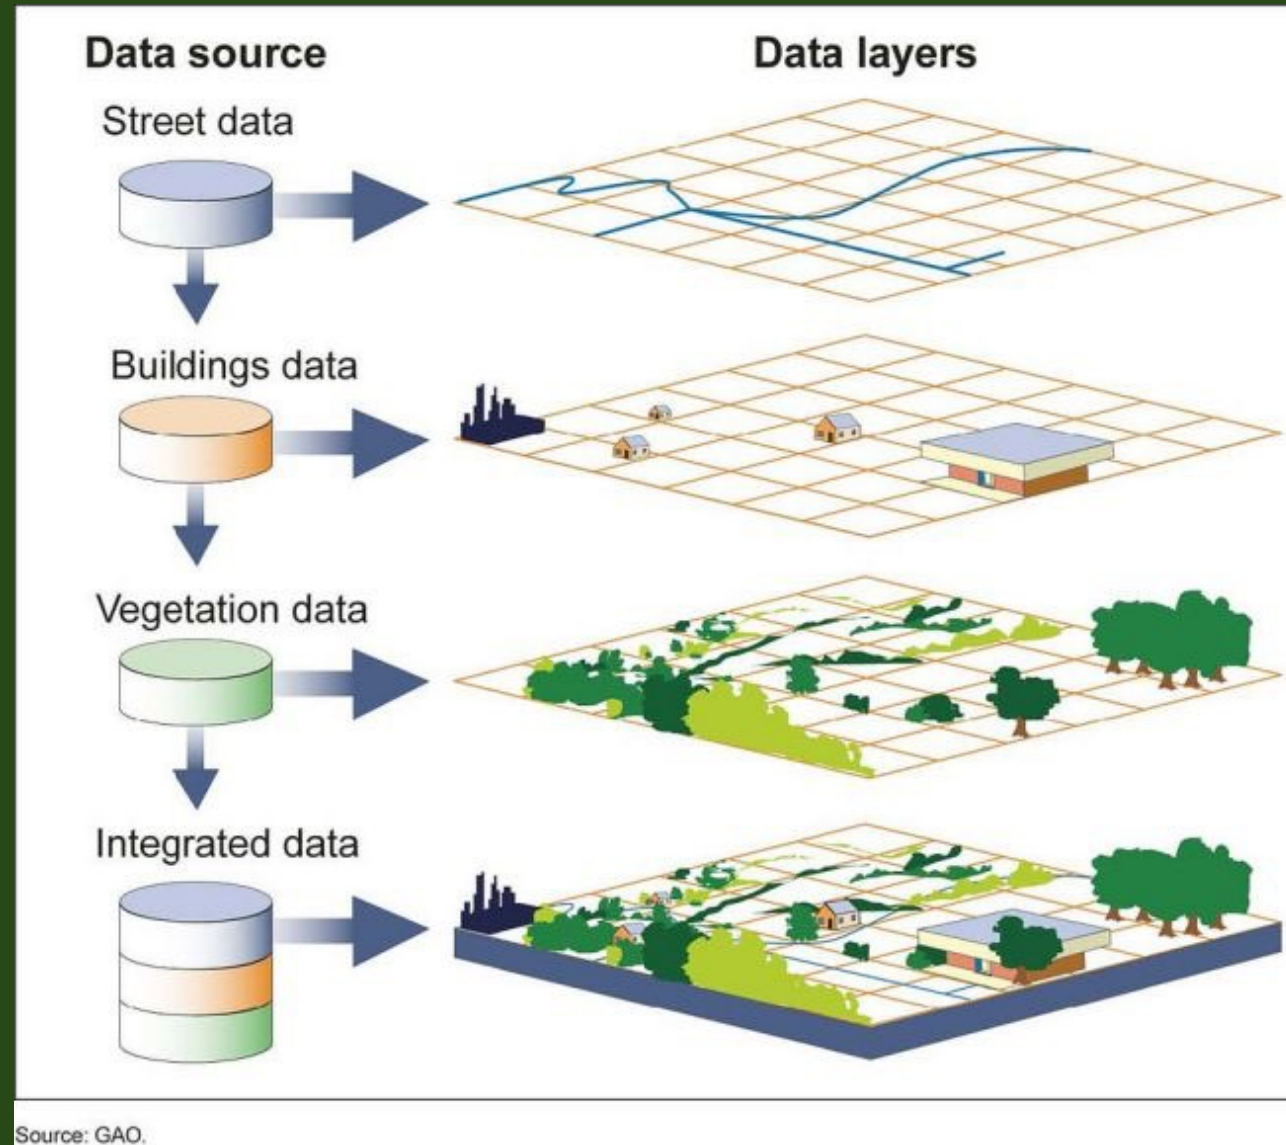 Data source
Data layers
Street data
Buildings data
Vegetation data
Integrated data
Source: GAO.